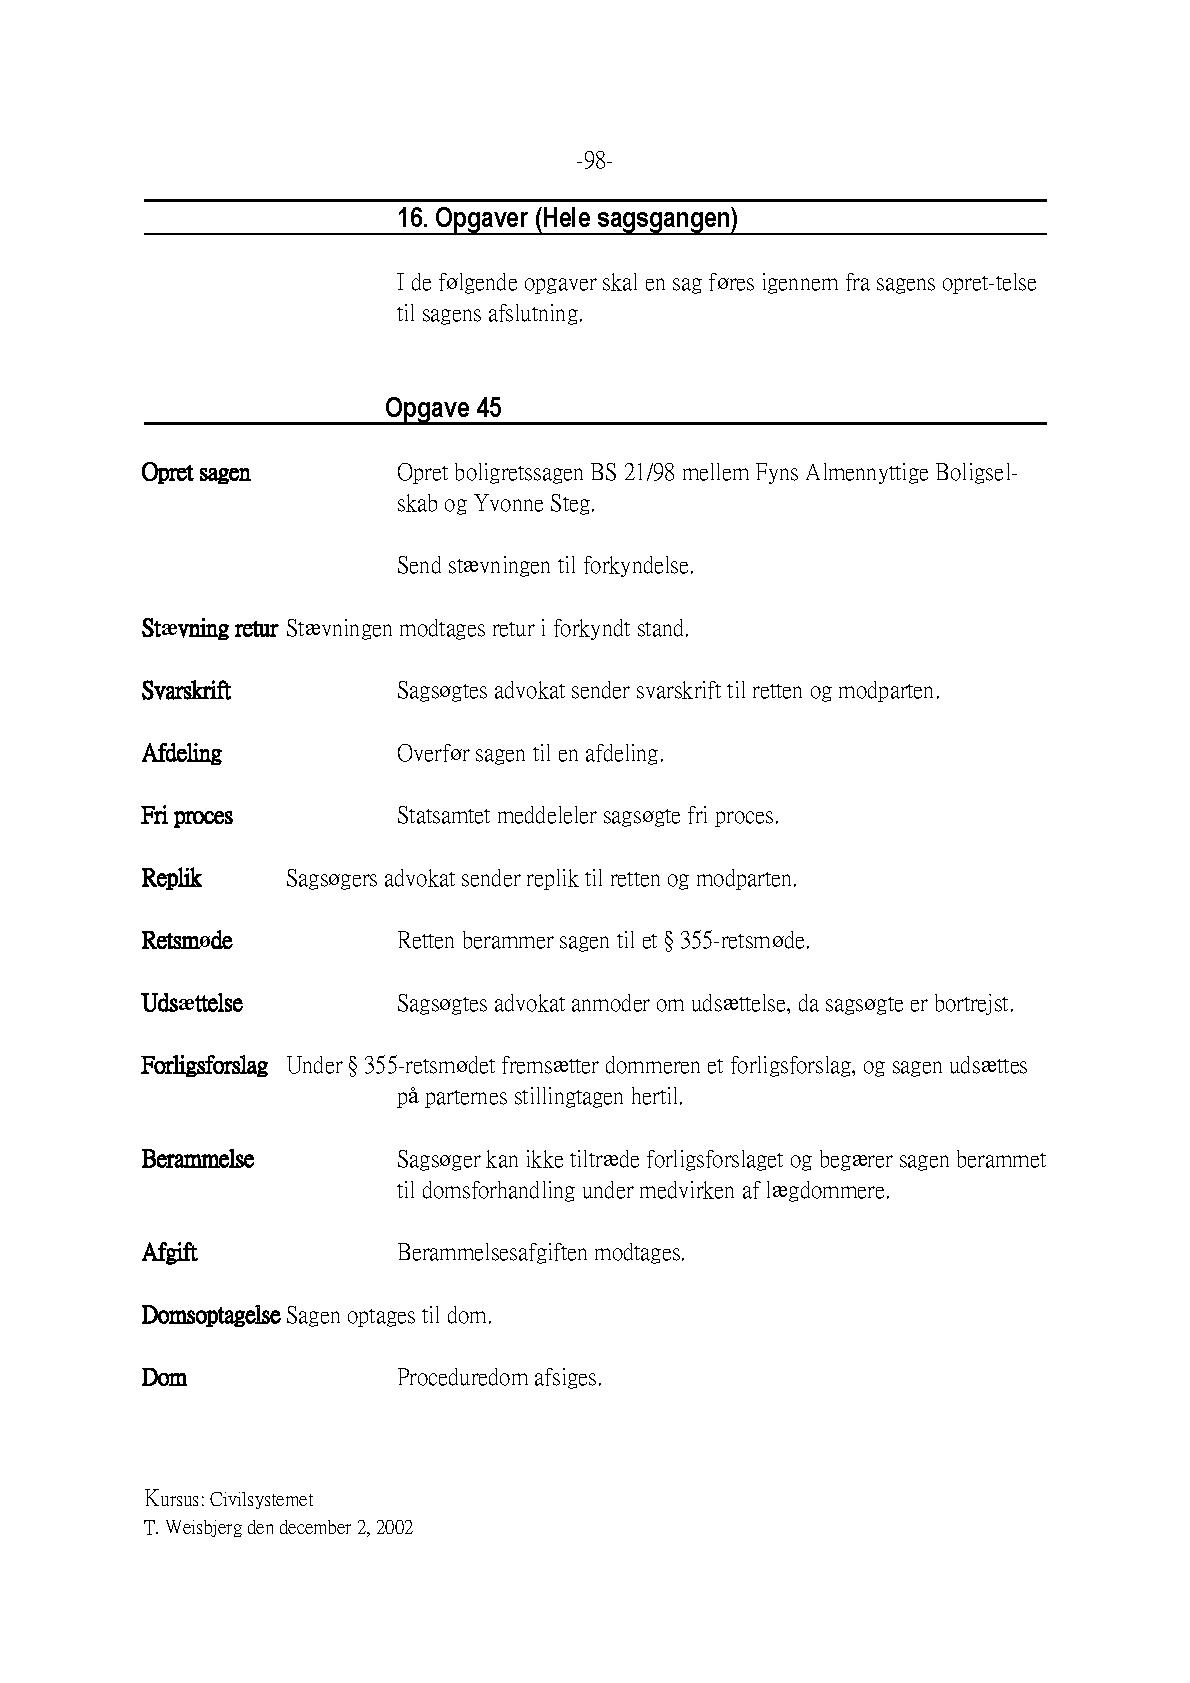 -98-
16. Opgaver (Hele sagsgangen)
I de følgende opgaver skal en sag føres igennem fra sagens opret-telse
til sagens afslutning.
Opgave 45
Opret sagen Opret boligretssagen BS 21/98 mellem Fyns Almennyttige Boligsel-
skab og Yvonne Steg.
Send stævningen til forkyndelse.
Stævning retur Stævningen modtages retur i forkyndt stand.
Svarskrift Sagsøgtes advokat sender svarskrift til retten og modparten.
Afdeling Overfør sagen til en afdeling.
Fri proces Statsamtet meddeleler sagsøgte fri proces.
Replik Sagsøgers advokat sender replik til retten og modparten.
Retsmøde Retten berammer sagen til et § 355-retsmøde.
Udsættelse Sagsøgtes advokat anmoder om udsættelse, da sagsøgte er bortrejst.
Forligsforslag Under § 355-retsmødet fremsætter dommeren et forligsforslag, og sagen udsættes
på parternes stillingtagen hertil.
Berammelse Sagsøger kan ikke tiltræde forligsforslaget og begærer sagen berammet
til domsforhandling under medvirken af lægdommere.
Afgift Berammelsesafgiften modtages.
Domsoptagelse Sagen optages til dom.
Dom Proceduredom afsiges.
Kursus: Civilsystemet
T. Weisbjerg den december 2, 2002